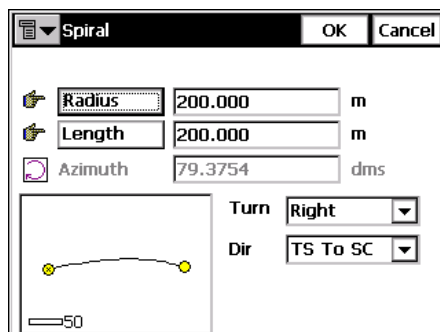 Spiral OK Cancel
Radius 200.000 m
Length 200.000 m
Azimuth 79.3754 dms
Turn Right
Dir TS To SC
50